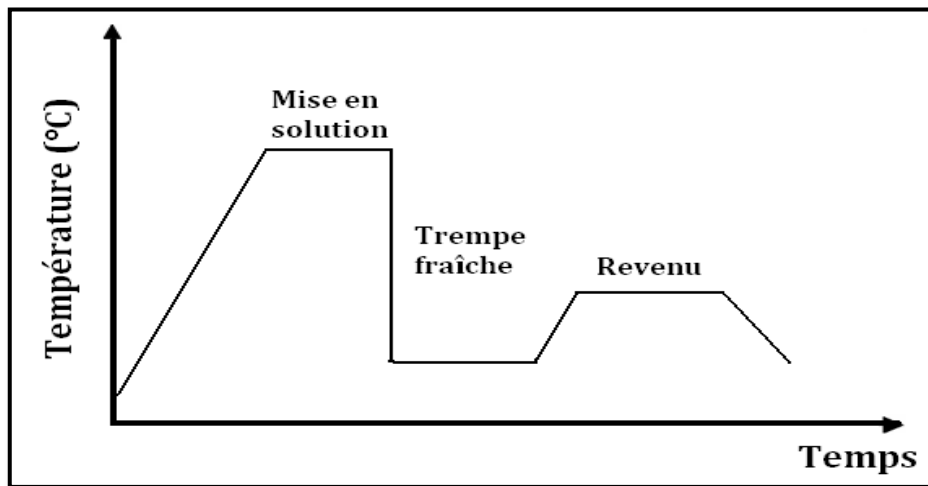 Mise en
solution
Trempe
fraîche
Revenu
Température (°C)
Temps